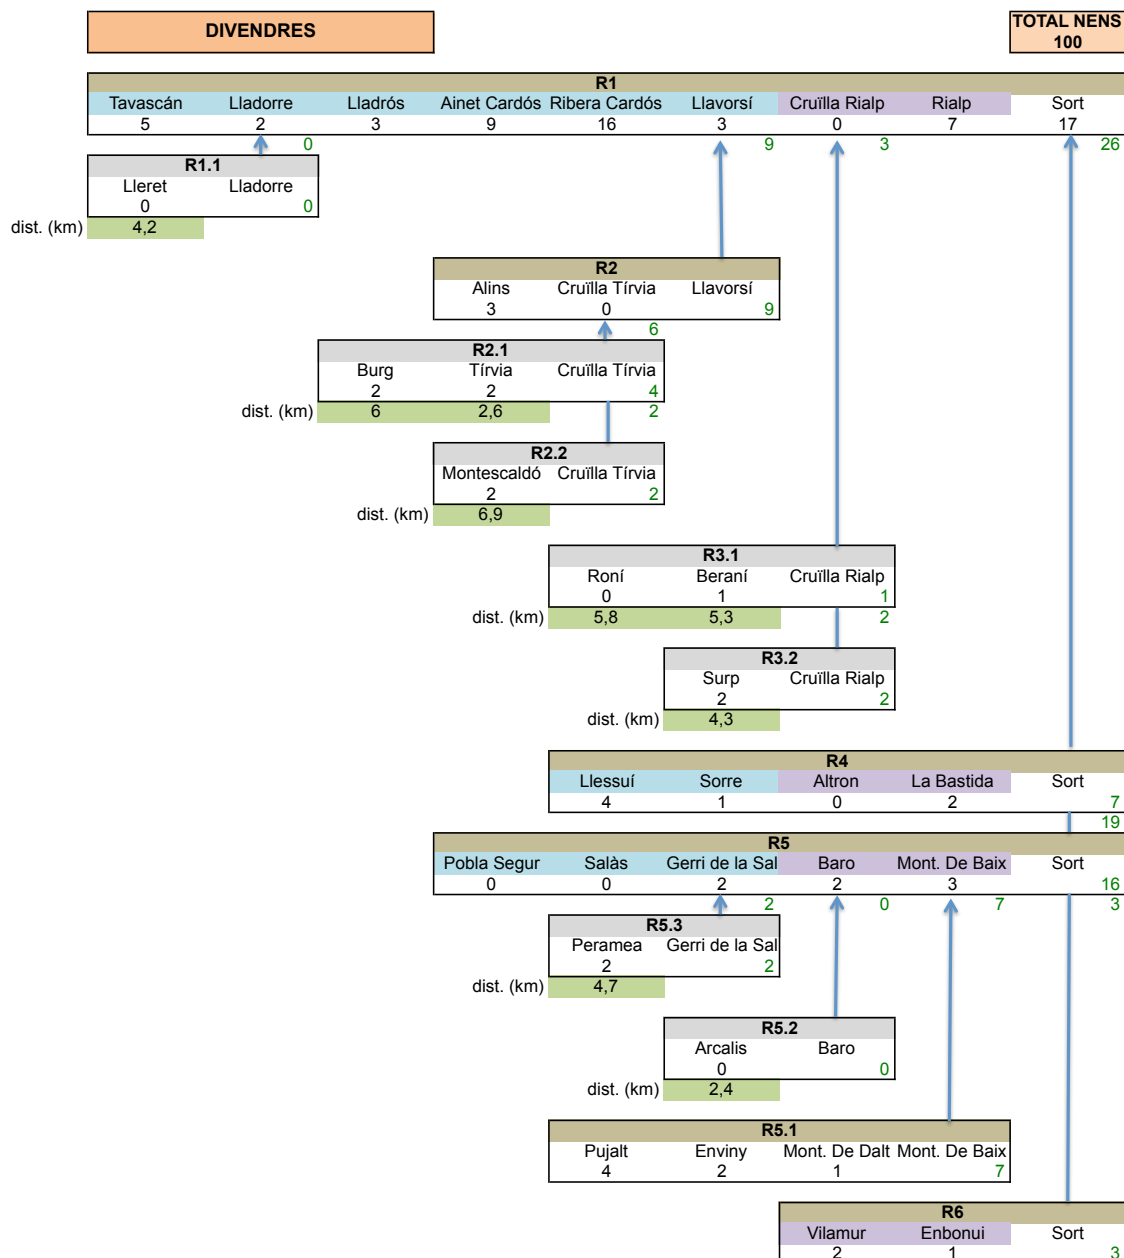 DIVENDRES TOTAL NENS
100
R1
Tavascán Lladorre Lladrós Ainet Cardós Ribera Cardós Llavorsí Cruïlla Rialp Rialp Sort
5 2 3 9 16 3 0 7 17
0 9 3 26
R1.1
Lleret Lladorre
0 0
dist. (km) 4,2
R2
Alins Cruïlla Tírvia Llavorsí
3 0 9
6
R2.1
Burg Tírvia Cruïlla Tírvia
2 2 4
dist. (km) 6 2,6 2
R2.2
Montescaldó Cruïlla Tírvia
2 2
dist. (km) 6,9
R3.1
Roní Beraní Cruïlla Rialp
0 1 1
dist. (km) 5,8 5,3 2
R3.2
Surp Cruïlla Rialp
2 2
dist. (km) 4,3
R4
Llessuí Sorre Altron La Bastida Sort
4 1 0 2 7
19
R5
Pobla Segur Salàs Gerri de la Sal Baro Mont. De Baix Sort
0 0 2 2 3 16
2 0 7 3
R5.3
Peramea Gerri de la Sal
2 2
dist. (km) 4,7
R5.2
Arcalis Baro
0 0
dist. (km) 2,4
R5.1
Pujalt Enviny Mont. De Dalt Mont. De Baix
4 2 1 7
R6
Vilamur Enbonui Sort
2 1 3